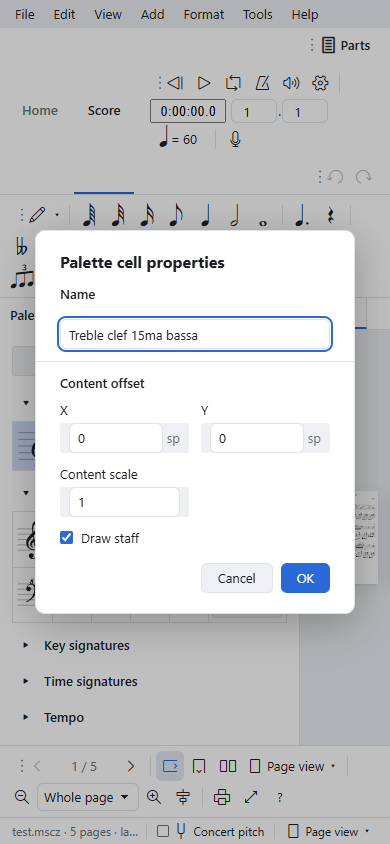 File Edit View Add Format Tools Help
Parts
Home Score 0:00:00.0 1 . 1
= 60
3
Palette cell properties
Name
Treble clef 15ma bassa
Content offset
X Y
0 sp 0 sp
Content scale
1
Draw staff
Cancel OK
Key signatures
Time signatures
Tempo
1 / 5 Page view
Whole page ?
test.mscz · 5 pages · la... Concert pitch Page view